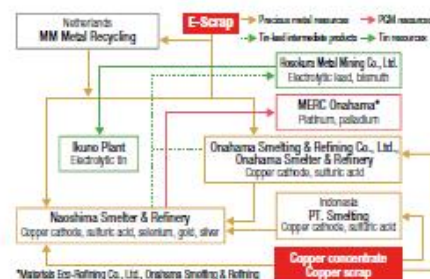 Netherlands
MM Metal Recycling
E-Scrap
Precious metal resources
PGM resources
Tin-lead intermediate products
Tin resources
Hosokura Metal Mining Co., Ltd.
Electrolytic lead, bismuth
MERC Onahama*
Platinum, palladium
Ikuno Plant
Electrolytic tin
Onahama Smelting & Refining Co., Ltd.,
Onahama Smelter & Refinery
Copper cathode, sulfuric acid
Indonesia
PT. Smelting
Copper cathode, sulfuric acid
Naoshima Smelter & Refinery
Copper cathode, sulfuric acid, selenium, gold, silver
Copper concentrate
Copper scrap
*Materials Eco-Refining Co., Ltd., Onahama Smelting & Refining